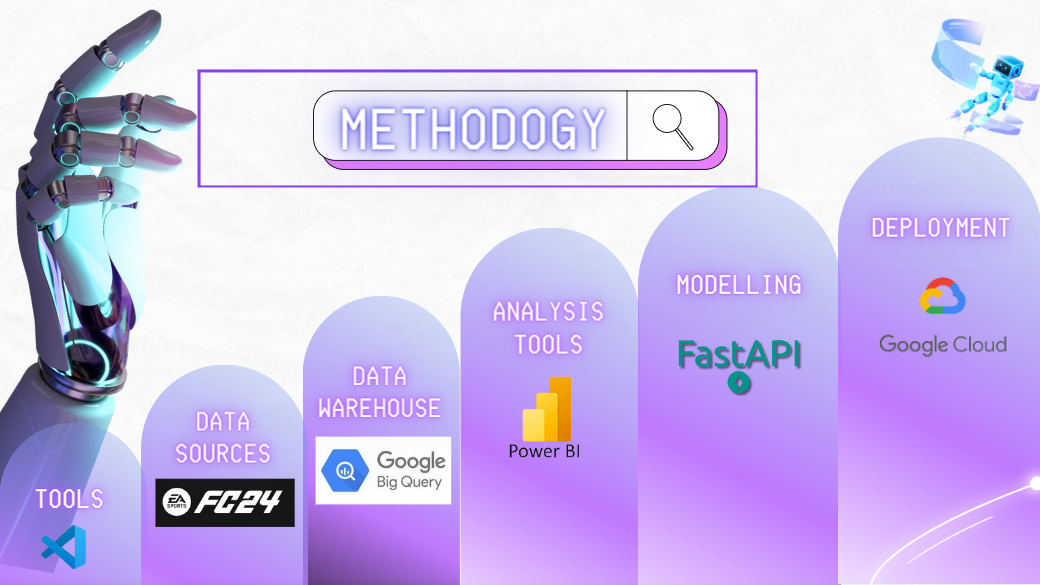 METHODOGY
TOOLS
DATA
SOURCES
EA
SPORTS
FC24
DATA
WAREHOUSE
Google
Big Query
ANALYSIS
TOOLS
Power BI
MODELLING
FastAPI
DEPLOYMENT
Google Cloud